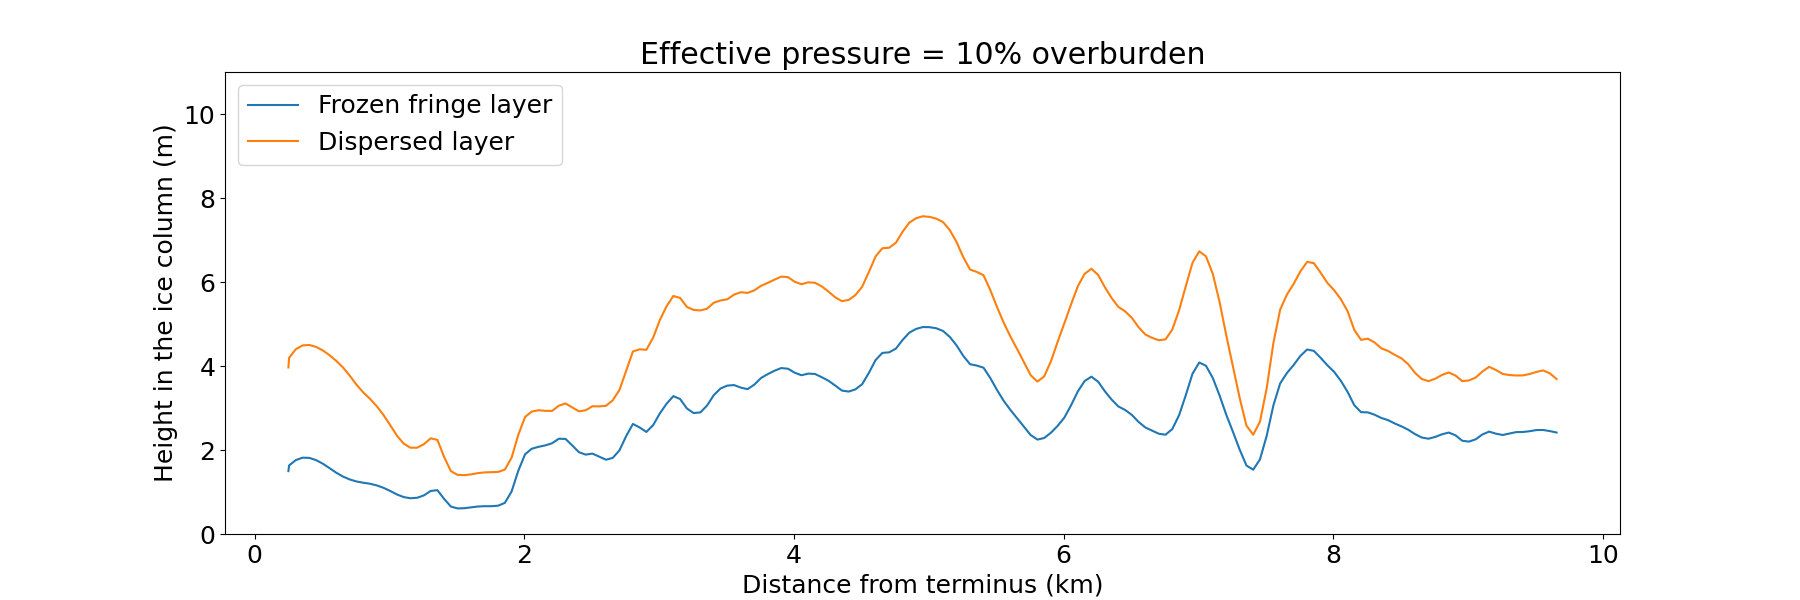 Effective pressure = 10% overburden
Frozen fringe layer
Dispersed layer
Height in the ice column (m)
10
8
6
4
2
0
0 2 4 6 8 10
Distance from terminus (km)